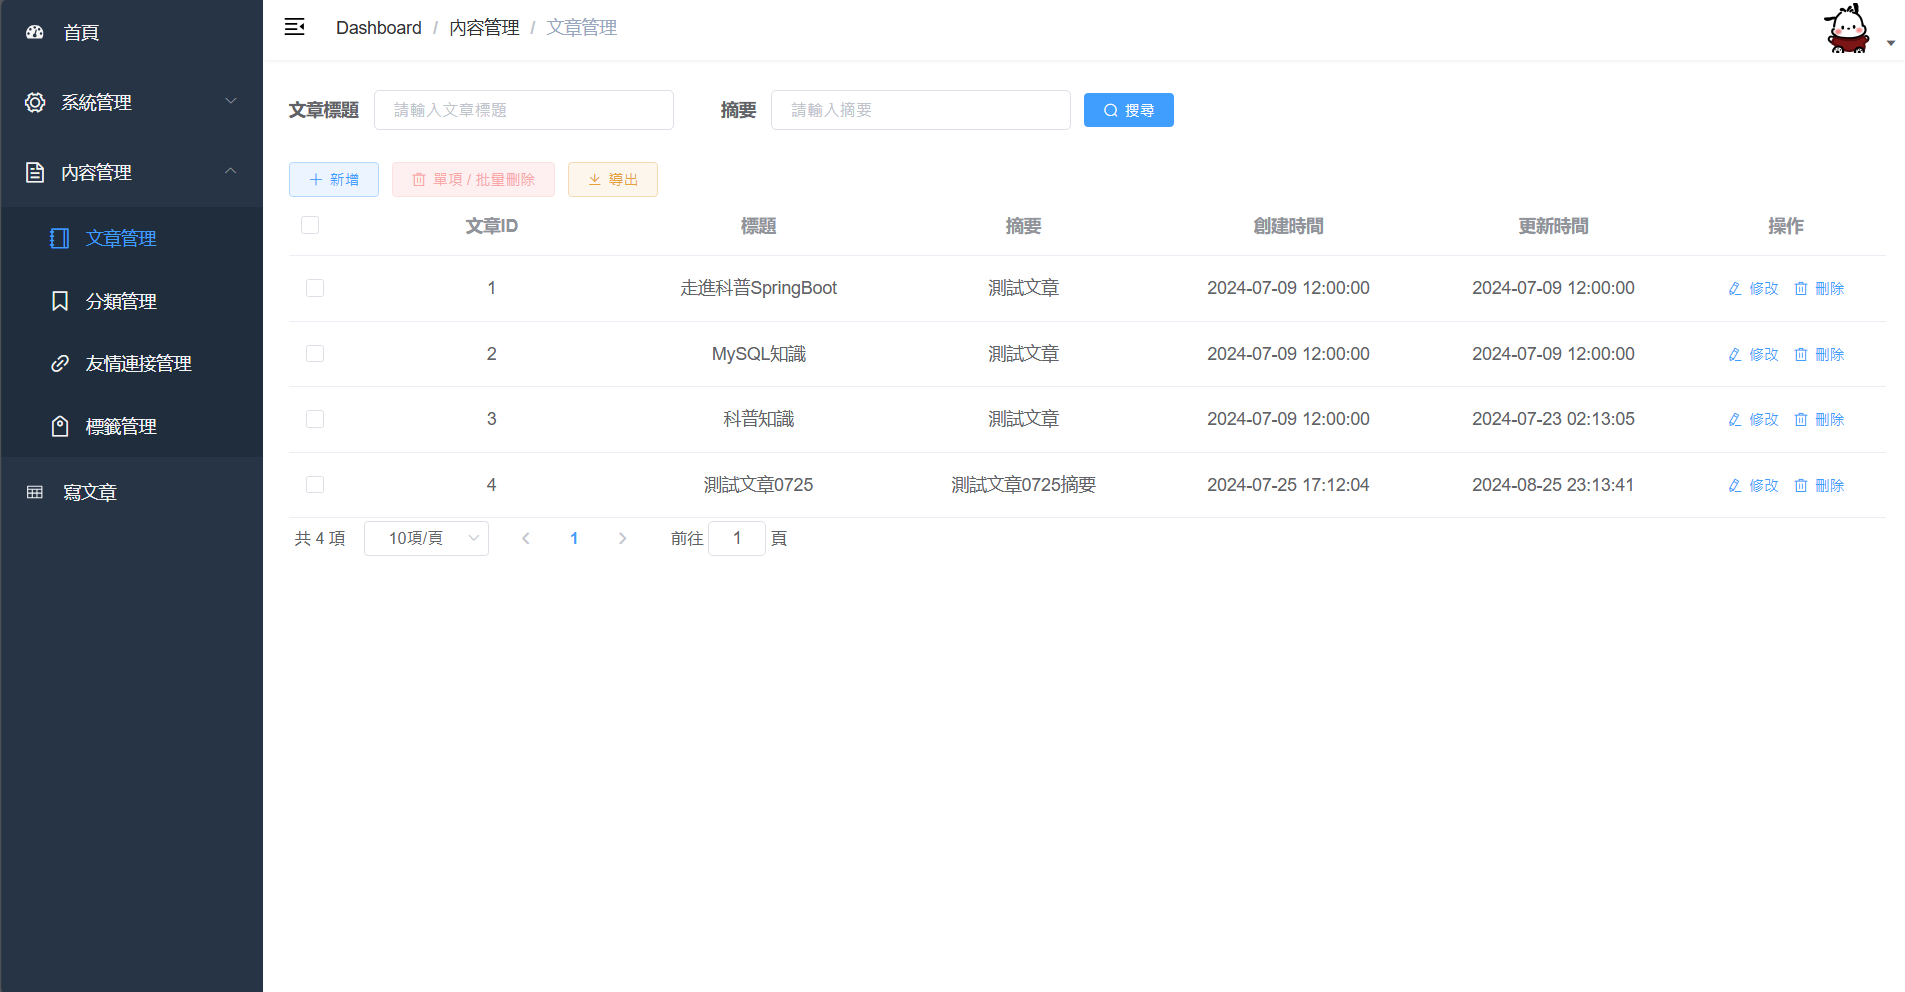 首頁
系統管理
內容管理
文章管理
分類管理
友情連接管理
標籤管理
寫文章
Dashboard / 內容管理 / 文章管理
文章標題 請輸入文章標題 摘要 請輸入摘要 搜尋
新增 單項 / 批量刪除 導出
文章ID 標題 摘要 創建時間 更新時間 操作
1 走進科普SpringBoot 測試文章 2024-07-09 12:00:00 2024-07-09 12:00:00 修改 刪除
2 MySQL知識 測試文章 2024-07-09 12:00:00 2024-07-09 12:00:00 修改 刪除
3 科普知識 測試文章 2024-07-09 12:00:00 2024-07-23 02:13:05 修改 刪除
4 測試文章0725 測試文章0725摘要 2024-07-25 17:12:04 2024-08-25 23:13:41 修改 刪除
共 4 項 10項/頁 1 前往 1 頁